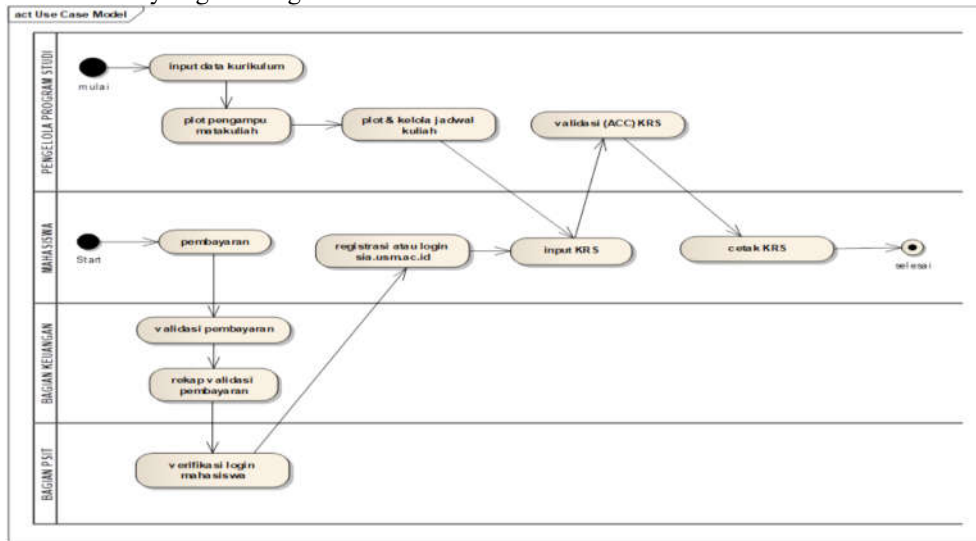 act Use Case Model
PENGELOLA PROGRAM STUDI
mulai
input data kurikulum
plot pengampu
matakuliah
plot & kelola jadwal
kuliah
validasi (ACC) KRS
MAHASISWA
Start
pembayaran
registrasi atau login
sia.usm.ac.id
input KRS
cetak KRS
selesai
BAGIAN KEUANGAN
validasi pembayaran
rekap validasi
pembayaran
BAGIAN PSIT
verifikasi login
mahasiswa